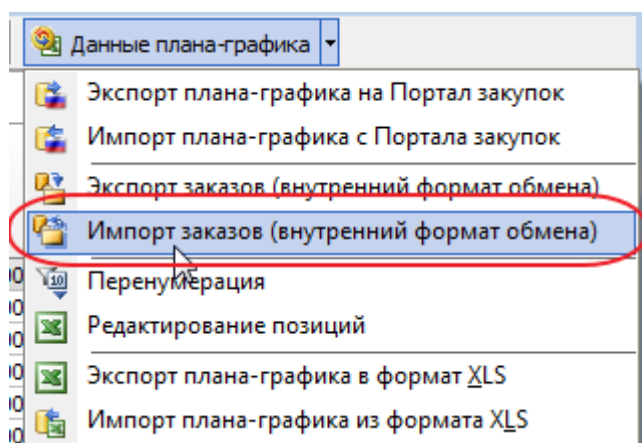 Данные плана-графика
Экспорт плана-графика на Портал закупок
Импорт плана-графика с Портала закупок
Экспорт заказов (внутренний формат обмена)
Импорт заказов (внутренний формат обмена)
Перенумерация
Редактирование позиций
Экспорт плана-графика в формат XLS
Импорт плана-графика из формата XLS